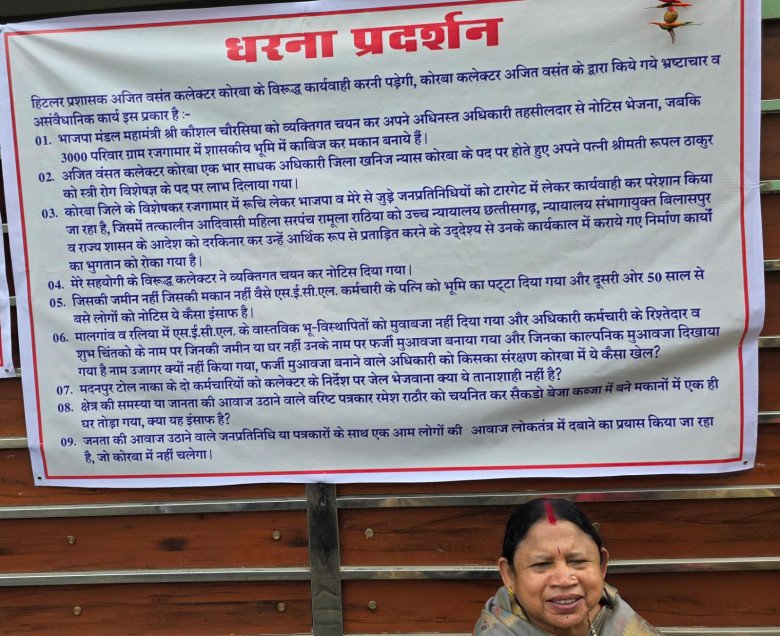 धरना प्रदर्शन
हिटलर प्रशासक अजित वसंत कलेक्टर कोरबा के विरूद्ध कार्यवाही करनी पड़ेगी, कोरबा कलेक्टर अजित वसंत के द्वारा किये गये भ्रष्टाचार व
असंवैधानिक कार्य इस प्रकार है :-
01. भाजपा मंडल महामंत्री श्री कौशल चौरसिया को व्यक्तिगत चयन कर अपने अधिनस्त अधिकारी तहसीलदार से नोटिस भेजना, जबकि
3000 परिवार ग्राम रजगामार में शासकीय भूमि में काबिज कर मकान बनाये हैं।
02. अजित वंसत कलेक्टर कोरबा एक भार साधक अधिकारी जिला खनिज न्यास कोरबा के पद पर होते हुए अपने पत्नी श्रीमती रूपल ठाकुर
को स्त्री रोग विशेषज्ञ के पद पर लाभ दिलाया गया।
03. कोरबा जिले के विशेषकर रजगामार में रूचि लेकर भाजपा व मेरे से जुड़े जनप्रतिनिधियों को टारगेट में लेकर कार्यवाही कर परेशान किया
जा रहा है, जिसमें तत्कालीन आदिवासी महिला सरपंच रामूला राठिया को उच्च न्यायालय छत्तीसगढ़, न्यायालय संभागायुक्त बिलासपुर
व राज्य शासन के आदेश को दरकिनार कर उन्हें आर्थिक रूप से प्रताड़ित करने के उद्‌देश्य से उनके कार्यकाल में कराये गए निर्माण कार्यों
का भुगतान को रोका गया है।
04. मेरे सहयोगी के विरूद्ध कलेक्टर ने व्यक्तिगत चयन कर नोटिस दिया गया।
05. जिसकी जमीन नहीं जिसकी मकान नहीं वैसे एस.ई.सी.एल. कर्मचारी के पत्नि को भूमि का पट्‌टा दिया गया और दूसरी ओर 50 साल से
बसे लोगों को नोटिस ये कैसा इंसाफ है।
06. मालगांव व रलिया में एस.ई.सी.एल. के वास्तविक भू-विस्थापितों को मुवाबजा नहीं दिया गया और अधिकारी कर्मचारी के रिश्तेदार व
शुभ चिंतको के नाम पर जिनकी जमीन या घर नहीं उनके नाम पर फर्जी मुआवजा बनाया गया और जिनका काल्पनिक मुआवजा दिखाया
गया है नाम उजागर क्यों नहीं किया गया, फर्जी मुआवजा बनाने वाले अधिकारी को किसका संरक्षण कोरबा में ये कैसा खेल?
07. मदनपुर टोल नाका के दो कर्मचारियों को कलेक्टर के निर्देश पर जेल भेजवाना क्या ये तानाशाही नहीं है?
08. क्षेत्र की समस्या या जानता की आवाज उठाने वाले वरिष्ट पत्रकार रमेश राठौर को चयनित कर सैकडो बेजा कब्जा में बने मकानों में एक ही
घर तोड़ा गया, क्या यह इंसाफ है?
09. जनता की आवाज उठाने वाले जनप्रतिनिधि या पत्रकारों के साथ एक आम लोगों की आवाज लोकतंत्र में दबाने का प्रयास किया जा रहा
है, जो कोरबा में नहीं चलेगा।